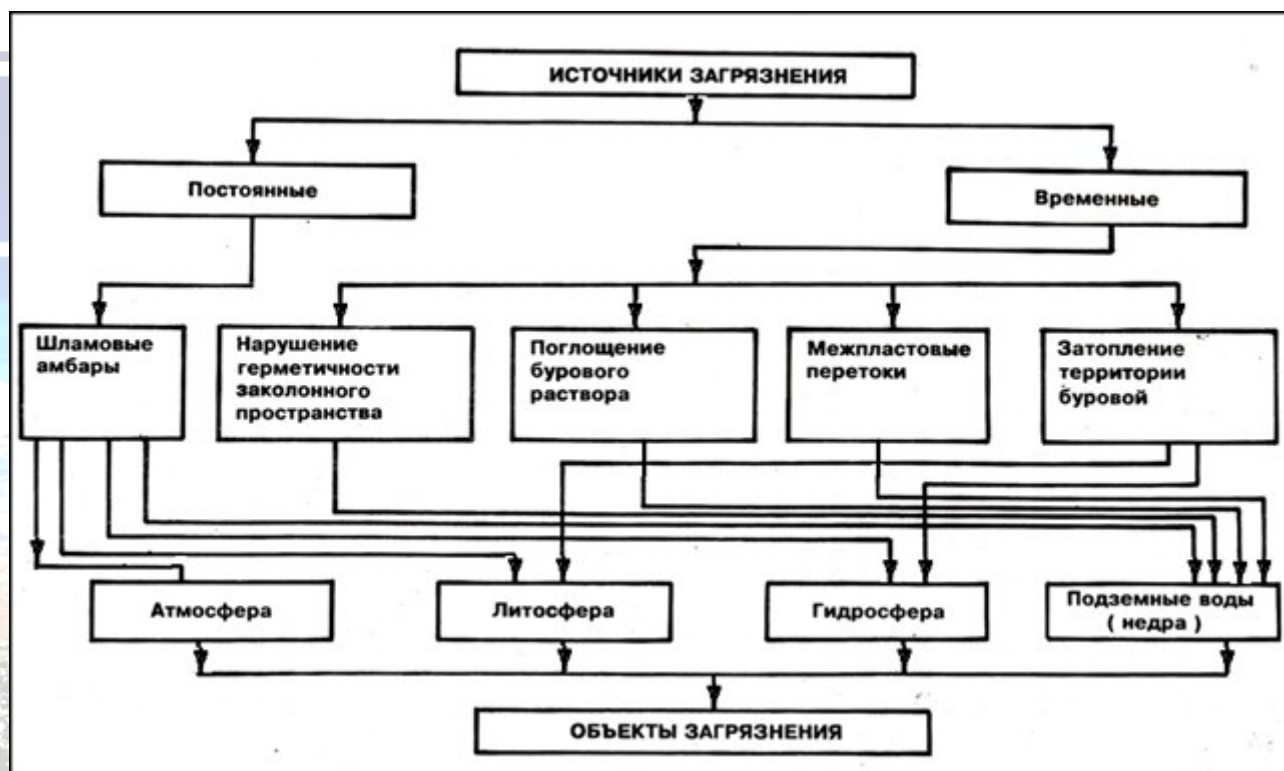 ИСТОЧНИКИ ЗАГРЯЗНЕНИЯ
Постоянные
Временные
Шламовые
амбары
Нарушение
герметичности
заколонного
пространства
Поглощение
бурового
раствора
Межпластовые
перетоки
Затопление
территории
буровой
Атмосфера
Литосфера
Гидросфера
Подземные воды
( недра )
ОБЪЕКТЫ ЗАГРЯЗНЕНИЯ